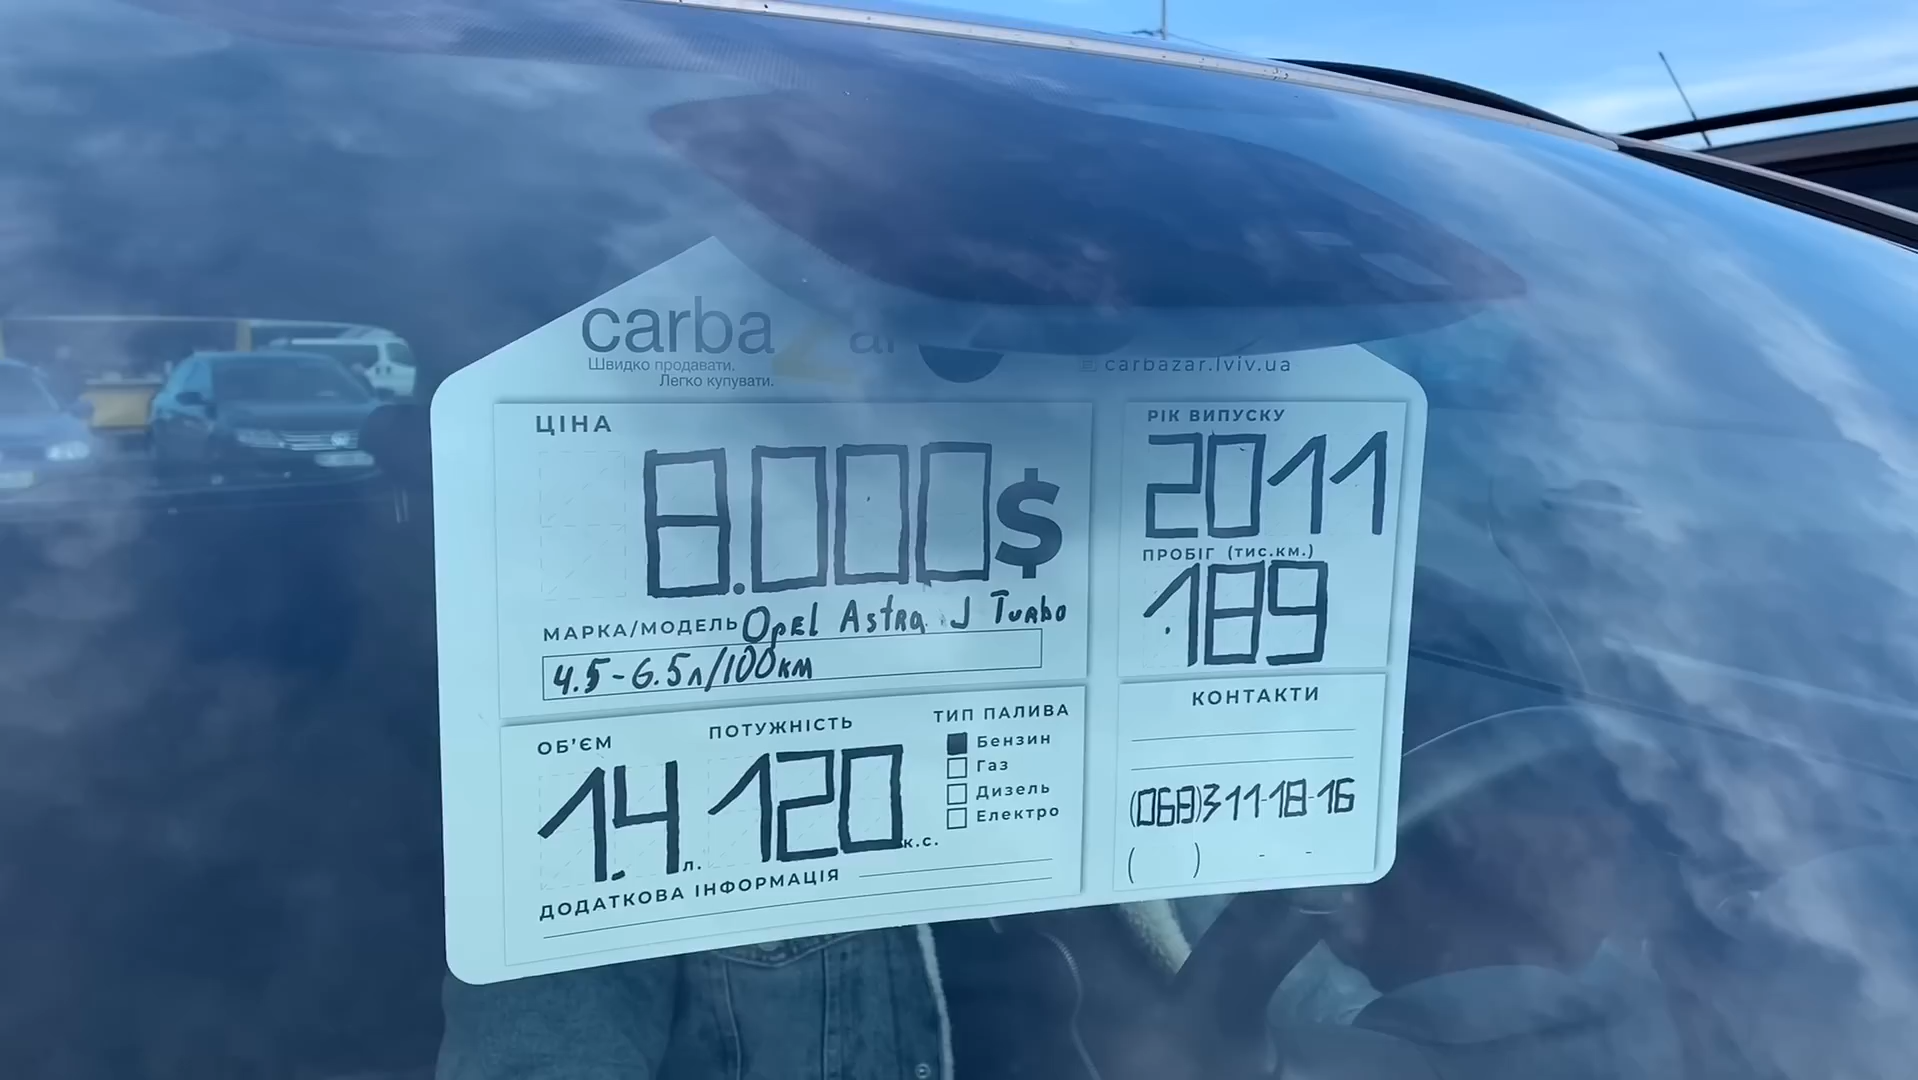 carbazar
Швидко продавати.
Легко купувати.
carbazar.lviv.ua
ЦІНА
8.000$
МАРКА/МОДЕЛЬ Opel Astra J Turbo
4.5-6.5л/100км
РІК ВИПУСКУ
2011
ПРОБІГ (тис.км.)
189
ОБ'ЄМ
1.4 л.
ПОТУЖНІСТЬ
120 к.с.
ТИП ПАЛИВА
Бензин
Газ
Дизель
Електро
ДОДАТКОВА ІНФОРМАЦІЯ
КОНТАКТИ
(068)311-18-16
( ) - -